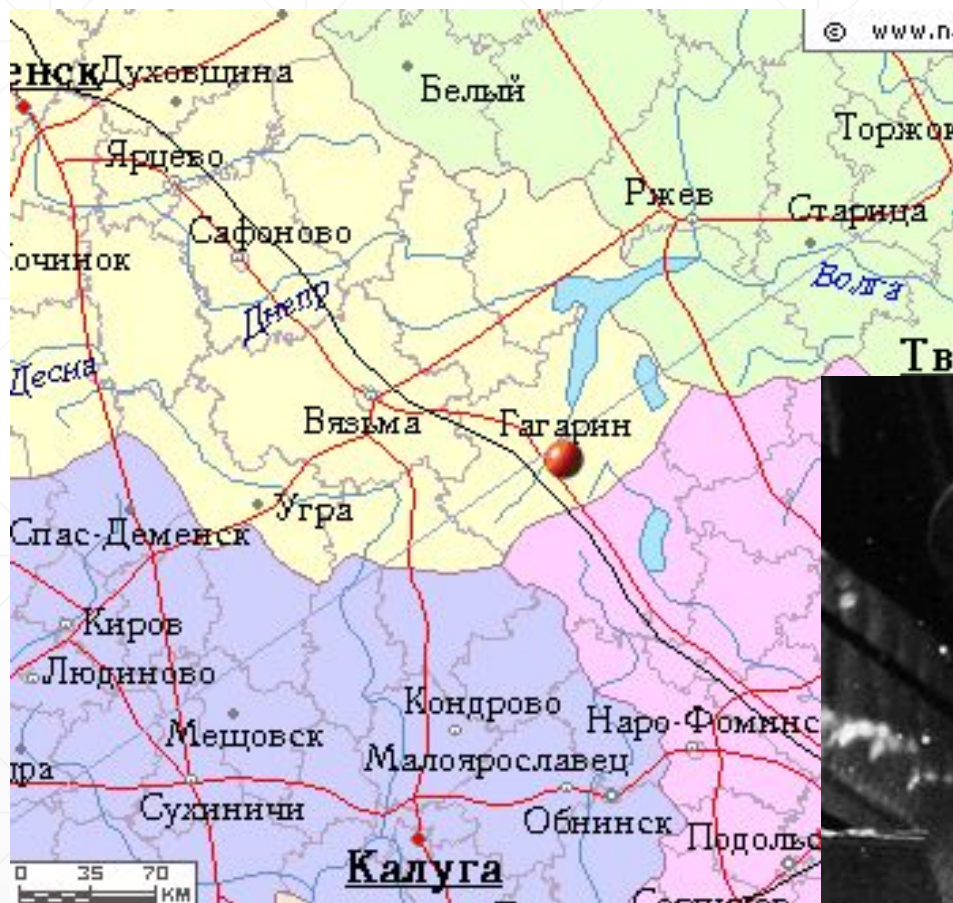 © www.n
енск
Духовщина
Белый
Торжок
Ярцево
Ржев
Старица
Сафоново
очинок
Волга
Днепр
Десна
Тв
Вязьма
Гагарин
Угра
Спас-Деменск
Киров
Людиново
Кондрово
Наро-Фоминс
Мещовск
Малоярославец
ира
Сухиничи
Обнинск
Подольс
Калуга
0 35 70
КМ